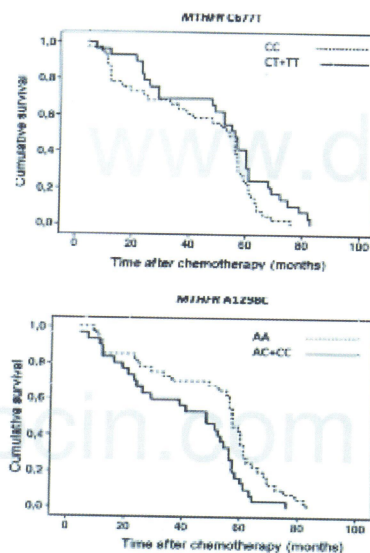 MTHFR C677T
CC
CT+TT
Cumulative survival
1,0
0,8
0,6
0,4
0,2
0,0
0 20 40 60 80 100
Time after chemotherapy (months)
MTHFR A1298C
AA
AC+CC
Cumulative survival
1,0
0,8
0,6
0,4
0,2
0,0
0 20 40 60 80 100
Time after chemotherapy (months)
www.d
cin.com